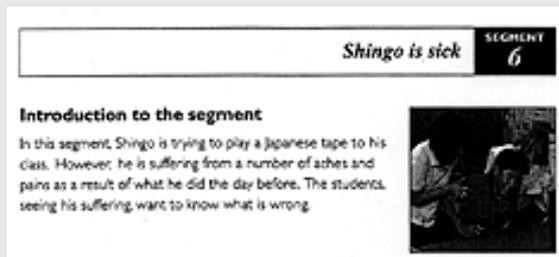 Shingo is sick
SEGMENT
6
Introduction to the segment
In this segment, Shingo is trying to play a Japanese tape to his
class. However, he is suffering from a number of aches and
pains as a result of what he did the day before. The students,
seeing his suffering, want to know what is wrong.